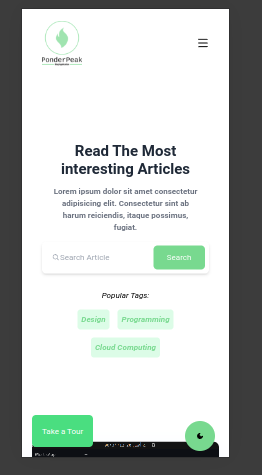 PonderPeak
Read The Most
interesting Articles
Lorem ipsum dolor sit amet consectetur
adipisicing elit. Consectetur sint ab
harum reiciendis, itaque possimus,
fugiat.
Search Article
Search
Popular Tags:
Design
Programming
Cloud Computing
Take a Tour